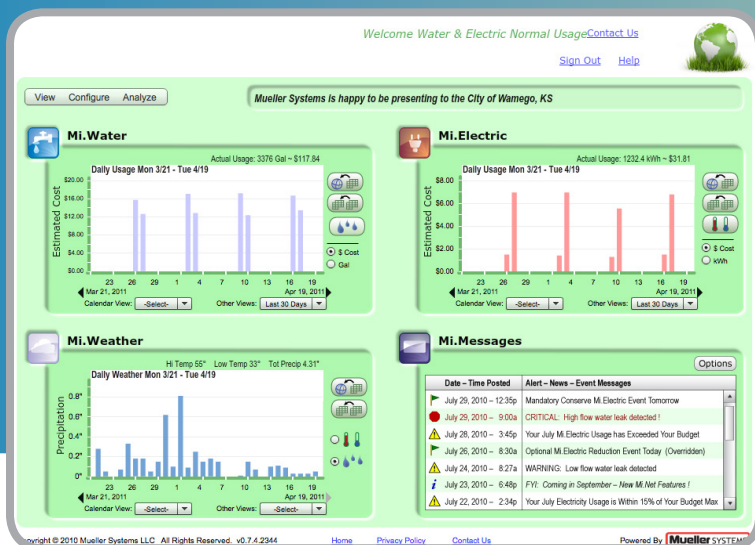 Welcome Water & Electric Normal Usage Contact Us
Sign Out Help
View Configure Analyze
Mueller Systems is happy to be presenting to the City of Wamego, KS
Mi.Water
Actual Usage: 3376 Gal ~ $117.84
Daily Usage Mon 3/21 - Tue 4/19
Estimated Cost
$20.00
$16.00
$12.00
$8.00
$4.00
$0.00
23 26 29 1 4 7 10 13 16 19
Mar 21, 2011 Apr 19, 2011
$ Cost
Gal
Calendar View: -Select- Other Views: Last 30 Days
Mi.Electric
Actual Usage: 1232.4 kWh ~ $31.81
Daily Usage Mon 3/21 - Tue 4/19
Estimated Cost
$8.00
$6.00
$4.00
$2.00
$0.00
23 26 29 1 4 7 10 13 16 19
Mar 21, 2011 Apr 19, 2011
$ Cost
kWh
Calendar View: -Select- Other Views: Last 30 Days
Mi.Weather
Hi Temp 55° Low Temp 33° Tot Precip 4.31"
Daily Weather Mon 3/21 - Tue 4/19
Precipitation
0.8"
0.6"
0.4"
0.2"
0"
23 26 29 1 4 7 10 13 16 19
Mar 21, 2011 Apr 19, 2011
Calendar View: -Select- Other Views: -Select-
Mi.Messages
Options
Date – Time Posted Alert – News – Event Messages
July 29, 2010 – 12:35p Mandatory Conserve Mi.Electric Event Tomorrow
July 29, 2010 – 9:00a CRITICAL: High flow water leak detected !
July 28, 2010 – 3:45p Your July Mi.Electric Usage has Exceeded Your Budget
July 26, 2010 – 8:30a Optional Mi.Electric Reduction Event Today (Overridden)
July 24, 2010 – 8:27a WARNING: Low flow water leak detected
July 23, 2010 – 6:48p FYI: Coming in September – New Mi.Net Features !
July 22, 2010 – 2:34p Your July Electricity Usage is Within 15% of Your Budget Max
opyright © 2010 Mueller Systems LLC All Rights Reserved. v0.7.4.2344 Home Privacy Policy Contact Us Powered By Mueller SYSTEM